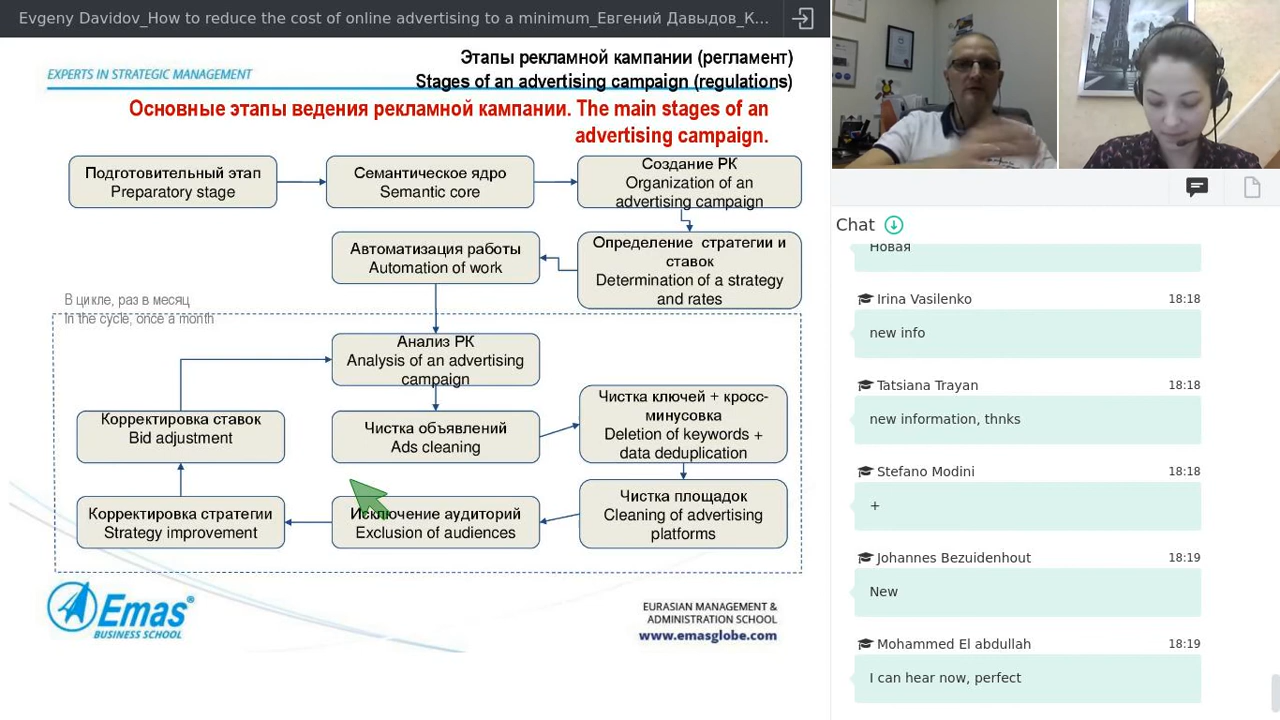 Evgeny Davidov_How to reduce the cost of online advertising to a minimum_Евгений Давыдов_К...
EXPERTS IN STRATEGIC MANAGEMENT
Этапы рекламной кампании (регламент)
Stages of an advertising campaign (regulations)
Основные этапы ведения рекламной кампании. The main stages of an
advertising campaign.
Подготовительный этап
Preparatory stage
Семантическое ядро
Semantic core
Создание РК
Organization of an
advertising campaign
Автоматизация работы
Automation of work
Определение стратегии и
ставок
Determination of a strategy
and rates
В цикле, раз в месяц
In the cycle, once a month
Анализ РК
Analysis of an advertising
campaign
Корректировка ставок
Bid adjustment
Чистка объявлений
Ads cleaning
Чистка ключей + кросс-
минусовка
Deletion of keywords +
data deduplication
Корректировка стратегии
Strategy improvement
Исключение аудиторий
Exclusion of audiences
Чистка площадок
Cleaning of advertising
platforms
Emas®
BUSINESS SCHOOL
EURASIAN MANAGEMENT &
ADMINISTRATION SCHOOL
www.emasglobe.com
Chat
Новая
Irina Vasilenko 18:18
new info
Tatsiana Trayan 18:18
new information, thnks
Stefano Modini 18:18
+
Johannes Bezuidenhout 18:19
New
Mohammed El abdullah 18:19
I can hear now, perfect